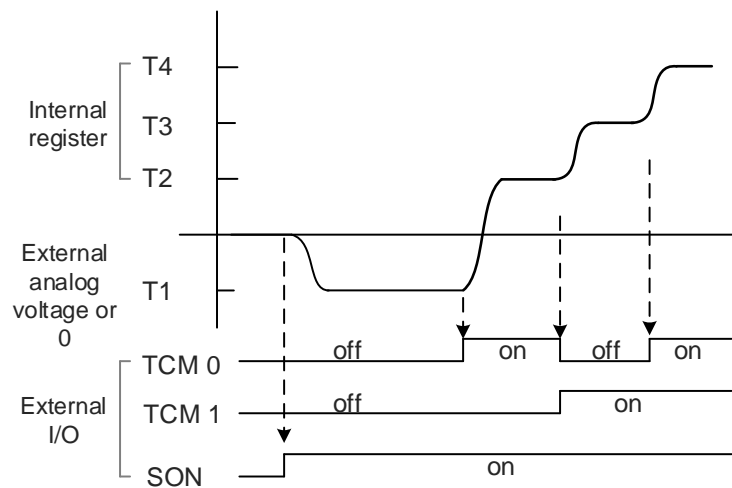 T4
Internal
register
T3
T2
External
analog
voltage or
0
T1
TCM 0
off
on
off
on
External
I/O
TCM 1
off
on
SON
on